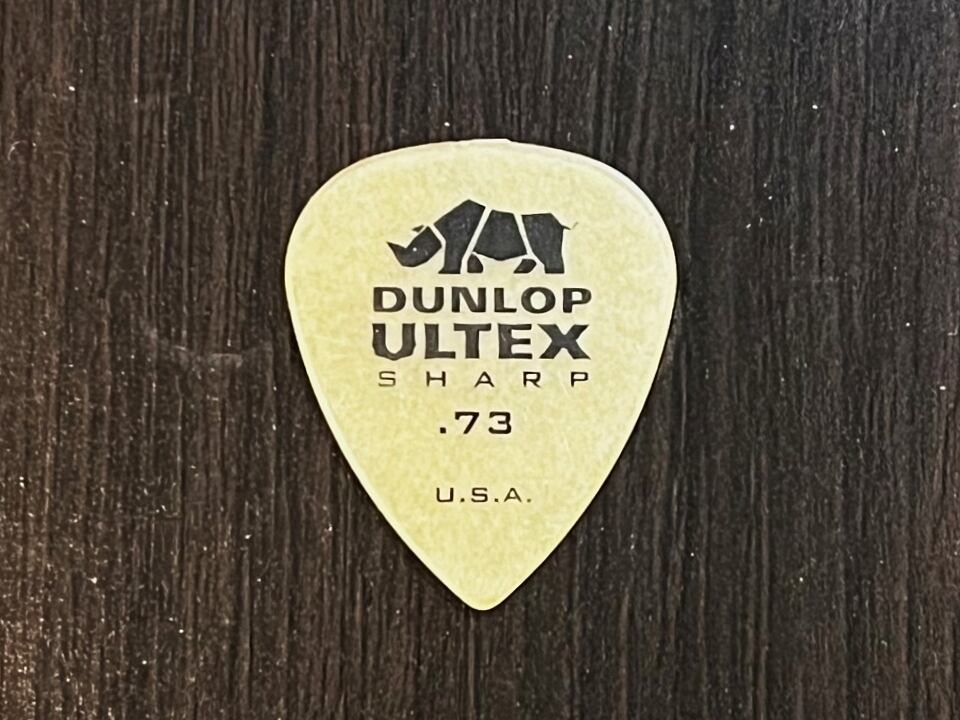 DUNLOP
ULTEX
SHARP
.73
U.S.A.